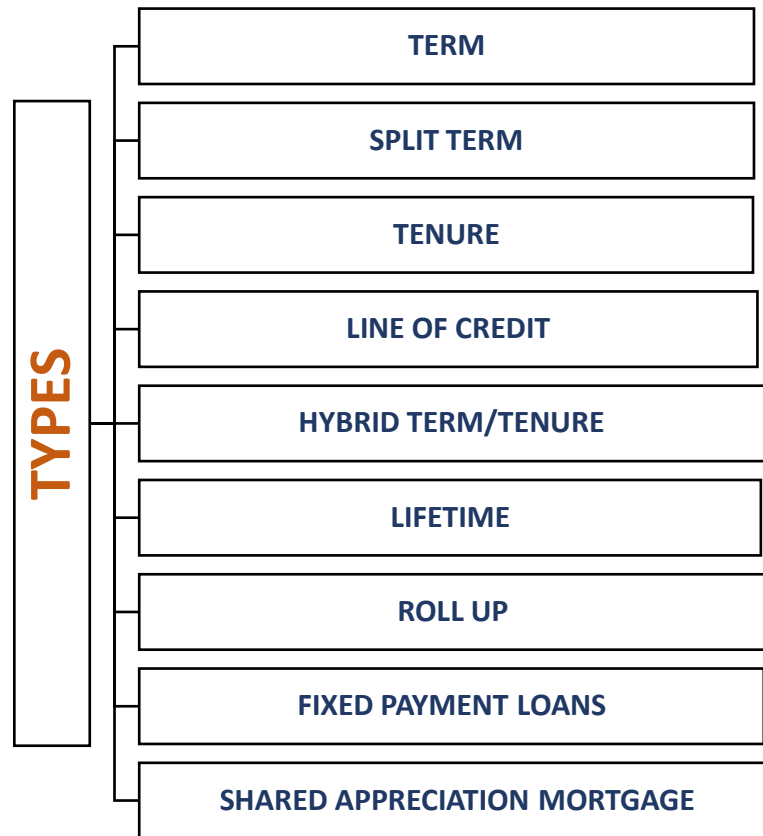 TYPES
TERM
SPLIT TERM
TENURE
LINE OF CREDIT
HYBRID TERM/TENURE
LIFETIME
ROLL UP
FIXED PAYMENT LOANS
SHARED APPRECIATION MORTGAGE